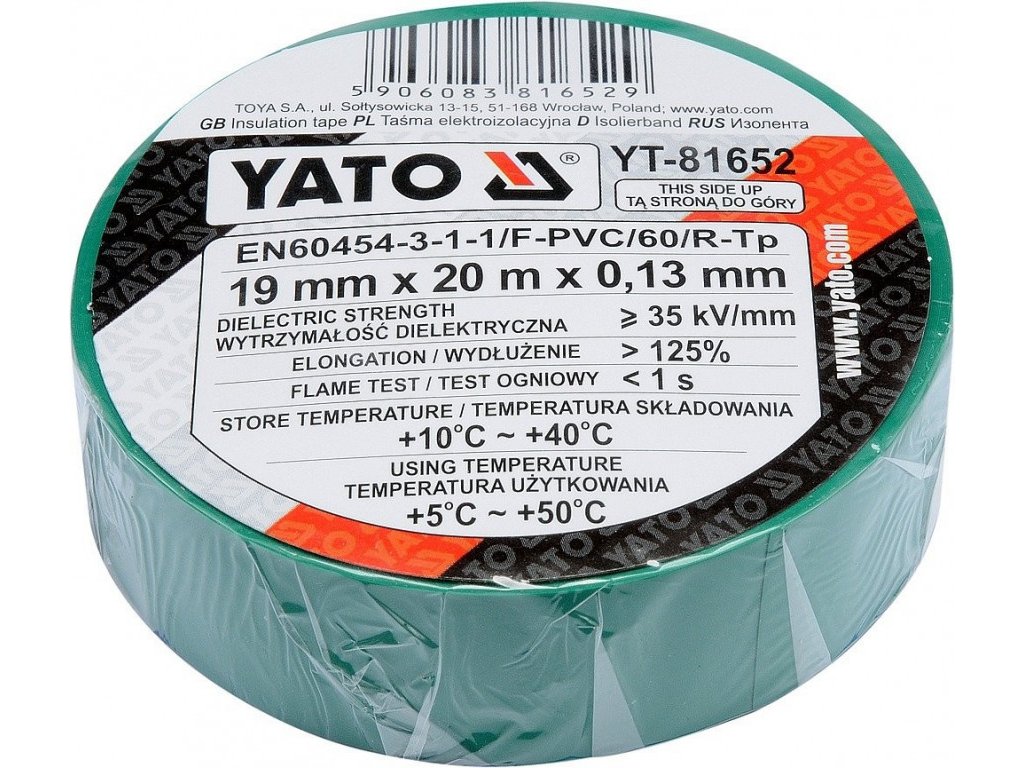 5 906083 816529
TOYA S.A., ul. Sołtysowicka 13-15, 51-168 Wrocław, Poland; www.yato.com
GB Insulation tape PL Taśma elektroizolacyjna D Isolierband RUS Изолента
YATO ®
YT-81652
THIS SIDE UP
TĄ STRONĄ DO GÓRY
EN60454-3-1-1/F-PVC/60/R-Tp
19 mm x 20 m x 0,13 mm
DIELECTRIC STRENGTH
WYTRZYMAŁOŚĆ DIELEKTRYCZNA ⩾ 35 kV/mm
ELONGATION / WYDŁUŻENIE > 125%
FLAME TEST / TEST OGNIOWY < 1 s
STORE TEMPERATURE / TEMPERATURA SKŁADOWANIA
+10°C ~ +40°C
USING TEMPERATURE
TEMPERATURA UŻYTKOWANIA
+5°C ~ +50°C
www.yato.com